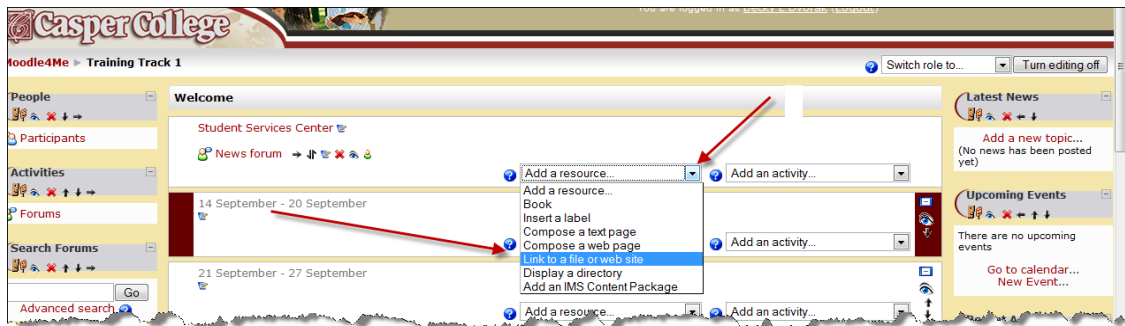 You are logged in as Becky L Dvorak (Logout)
Casper College
Moodle4Me ► Training Track 1
Switch role to...
Turn editing off
People
Participants
Activities
Forums
Search Forums
Go
Advanced search
Welcome
Student Services Center
News forum
Add a resource...
Add an activity...
Add a resource...
Book
Insert a label
Compose a text page
Compose a web page
Link to a file or web site
Display a directory
Add an IMS Content Package
14 September - 20 September
Add an activity...
21 September - 27 September
Add a resource...
Add an activity...
Latest News
Add a new topic...
(No news has been posted
yet)
Upcoming Events
There are no upcoming
events
Go to calendar...
New Event...